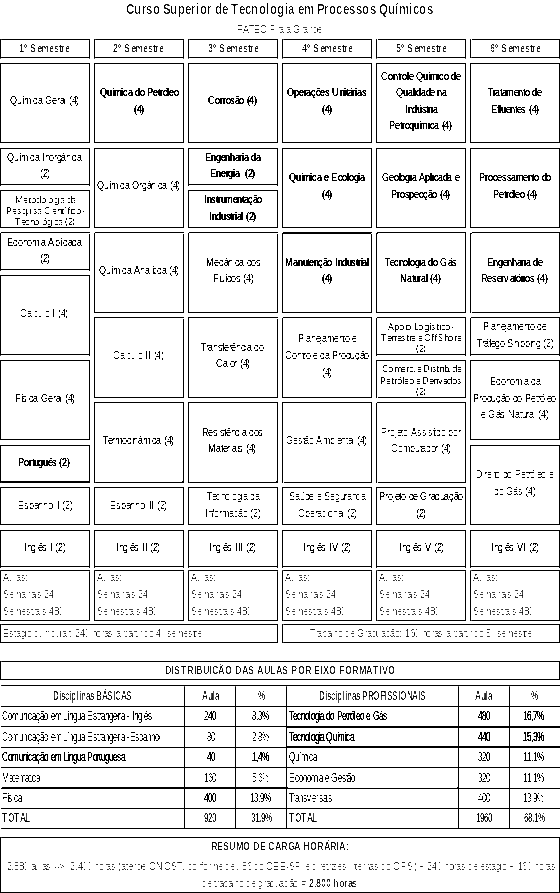 Curso Superior de Tecnologia em Processos Químicos
FATEC Praia Grande
1º Semestre
2º Semestre
3º Semestre
4º Semestre
5º Semestre
6º Semestre
Química Geral (4)
Química do Petróleo
(4)
Corrosão (4)
Operações Unitárias
(4)
Controle Químico de
Qualidade na
Indústria
Petroquímica (4)
Tratamento de
Efluentes (4)
Química Inorgânica
(2)
Metodologia da
Pesquisa Científico-
Tecnológica (2)
Química Orgânica (4)
Engenharia da
Energia (2)
Instrumentação
Industrial (2)
Química e Ecologia
(4)
Geologia Aplicada e
Prospecção (4)
Processamento do
Petróleo (4)
Economia Aplicada
(2)
Química Analítica (4)
Mecânica dos
Fluidos (4)
Manutenção Industrial
(4)
Tecnologia do Gás
Natural (4)
Engenharia de
Reservatórios (4)
Cálculo I (4)
Cálculo II (4)
Transferência de
Calor (4)
Planejamento e
Controle da Produção
(4)
Apoio Logístico-
Terrestre e Off Shore
(2)
Comerc. e Distrib. de
Petróleo e Derivados
(2)
Planejamento de
Tráfego Shipping (2)
Física Geral (4)
Economia da
Produção do Petróleo
e Gás Natural (4)
Termodinâmica (4)
Resistência dos
Materiais (4)
Gestão Ambiental (4)
Projeto Assistido por
Computador (4)
Português (2)
Direito do Petróleo e
do Gás (4)
Espanhol I (2)
Espanhol II (2)
Tecnologia da
Informação (2)
Saúde e Segurança
Operacional (2)
Projeto de Graduação
(2)
Inglês I (2)
Inglês II (2)
Inglês III (2)
Inglês IV (2)
Inglês V (2)
Inglês VI (2)
Aulas:
Semanais 24
Semestrais 480
Aulas:
Semanais 24
Semestrais 480
Aulas:
Semanais 24
Semestrais 480
Aulas:
Semanais 24
Semestrais 480
Aulas:
Semanais 24
Semestrais 480
Aulas:
Semanais 24
Semestrais 480
Estágio Curricular: 240 horas a partir do 4º semestre
Trabalho de Graduação: 160 horas a partir do 5º semestre
DISTRIBUIÇÃO DAS AULAS POR EIXO FORMATIVO
Disciplinas BÁSICAS Aula % Disciplinas PROFISSIONAIS Aula %
Comunicação em Língua Estrangeira - Inglês 240 8.3% Tecnologia do Petróleo e Gás 480 16,7%
Comunicação em Língua Estrangeira - Espanhol 80 2.8% Tecnologia Química 440 15,3%
Comunicação em Língua Portuguesa 40 1,4% Química 320 11.1%
Matemática 160 5.6% Economia e Gestão 320 11.1%
Física 400 13.9% Transversais 400 13.9%
TOTAL 920 31.9% TOTAL 1960 68.1%
RESUMO DE CARGA HORÁRIA:
2.880 aulas --> 2.400 horas (atende CNCST, conforme del 86 do CEE-SP, e diretrizes internas do CPS) + 240 horas de estágio + 160 horas
de trabalho de graduação = 2.800 horas